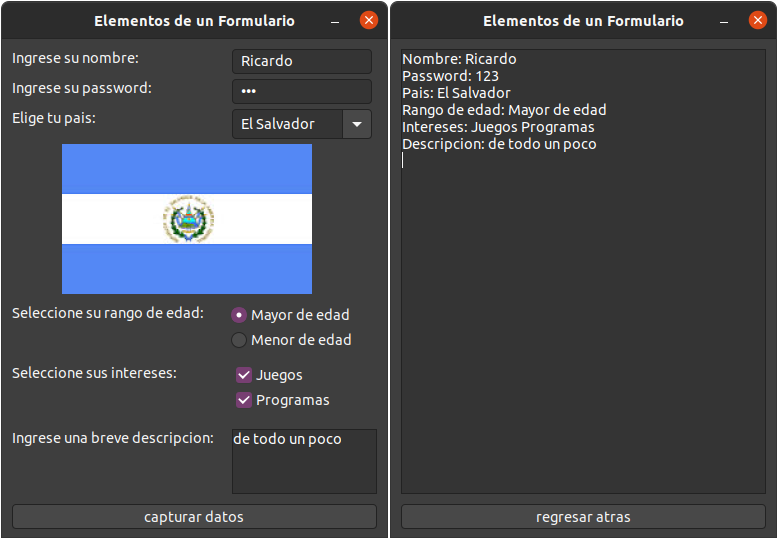 Elementos de un Formulario
Ingrese su nombre: Ricardo
Ingrese su password: •••
Elige tu pais: El Salvador
Seleccione su rango de edad: Mayor de edad
Menor de edad
Seleccione sus intereses: Juegos
Programas
Ingrese una breve descripcion: de todo un poco
capturar datos
Elementos de un Formulario
Nombre: Ricardo
Password: 123
Pais: El Salvador
Rango de edad: Mayor de edad
Intereses: Juegos Programas
Descripcion: de todo un poco
regresar atras